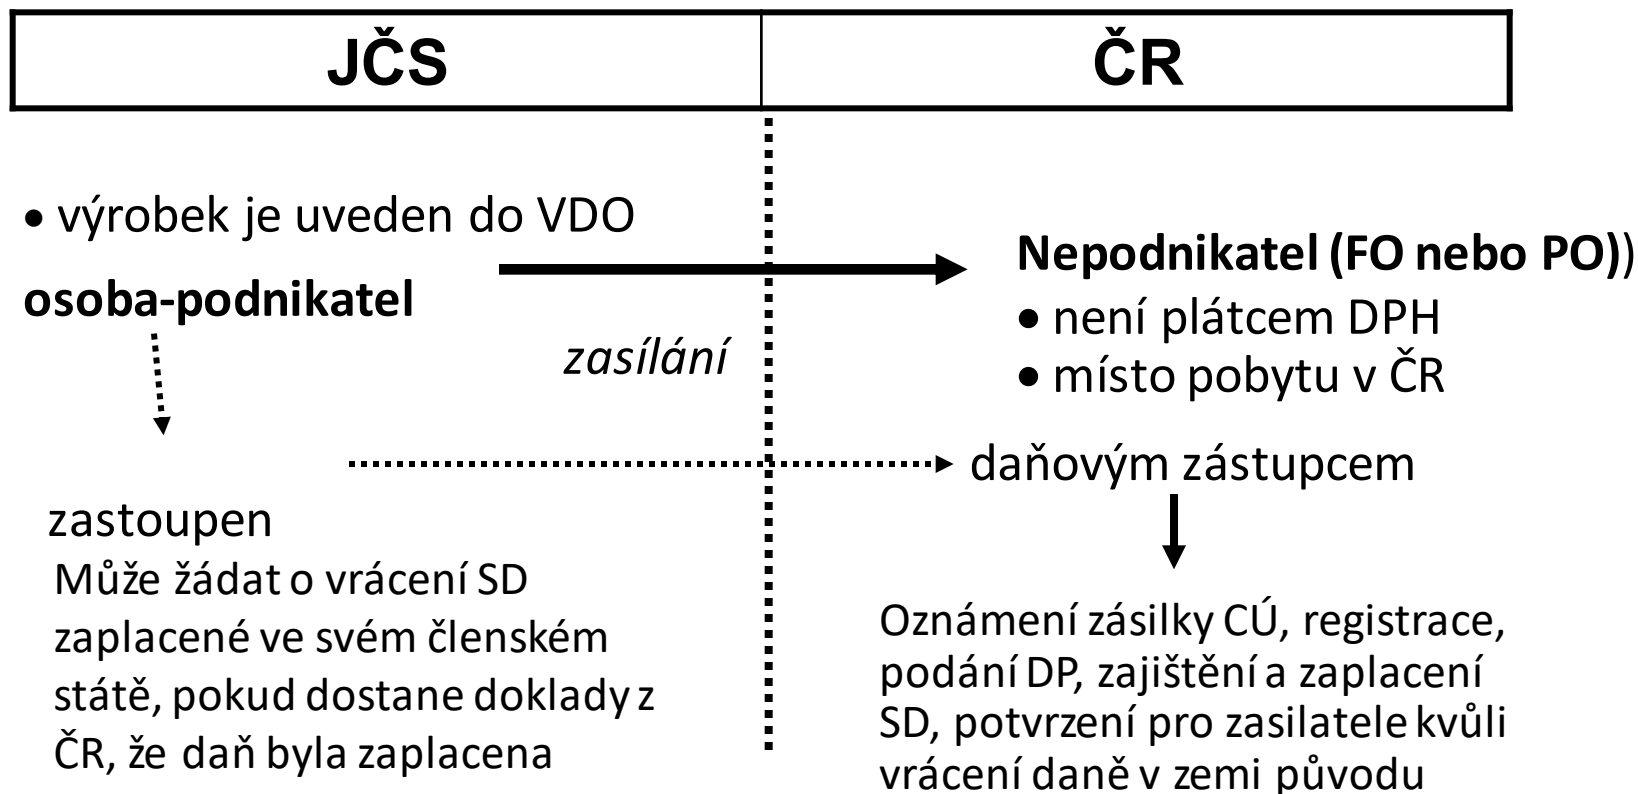 JČS
ČR
• výrobek je uveden do VDO
osoba-podnikatel
zasílání
Nepodnikatel (FO nebo PO))
• není plátcem DPH
• místo pobytu v ČR
daňovým zástupcem
zastoupen
Může žádat o vrácení SD
zaplacené ve svém členském
státě, pokud dostane doklady z
ČR, že daň byla zaplacena
Oznámení zásilky CÚ, registrace,
podání DP, zajištění a zaplacení
SD, potvrzení pro zasilatele kvůli
vrácení daně v zemi původu